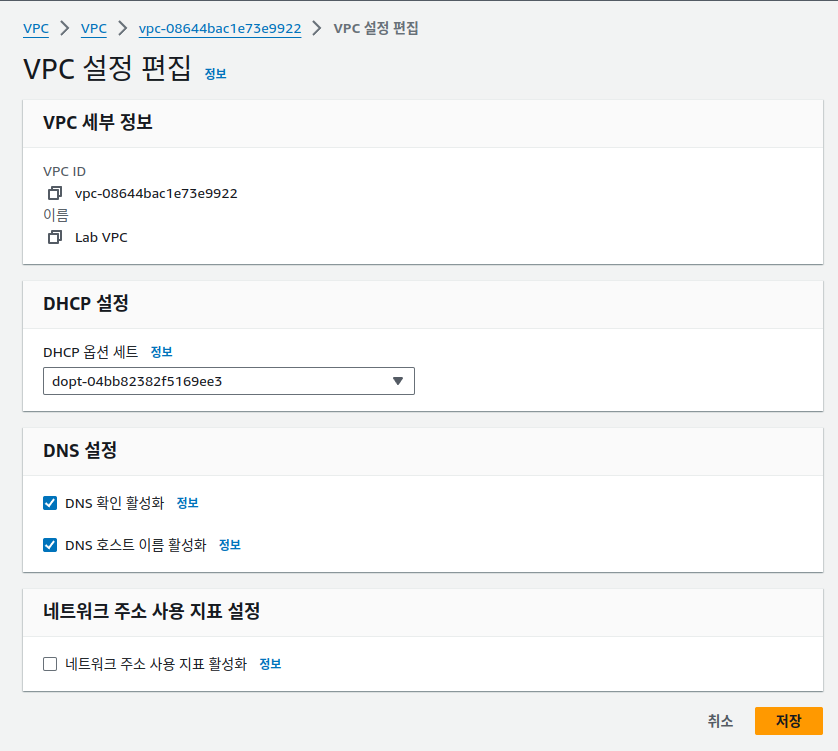 VPC > VPC > vpc-08644bac1e73e9922 > VPC 설정 편집
VPC 설정 편집 정보
VPC 세부 정보
VPC ID
vpc-08644bac1e73e9922
이름
Lab VPC
DHCP 설정
DHCP 옵션 세트 정보
dopt-04bb82382f5169ee3
DNS 설정
DNS 확인 활성화 정보
DNS 호스트 이름 활성화 정보
네트워크 주소 사용 지표 설정
네트워크 주소 사용 지표 활성화 정보
취소 저장